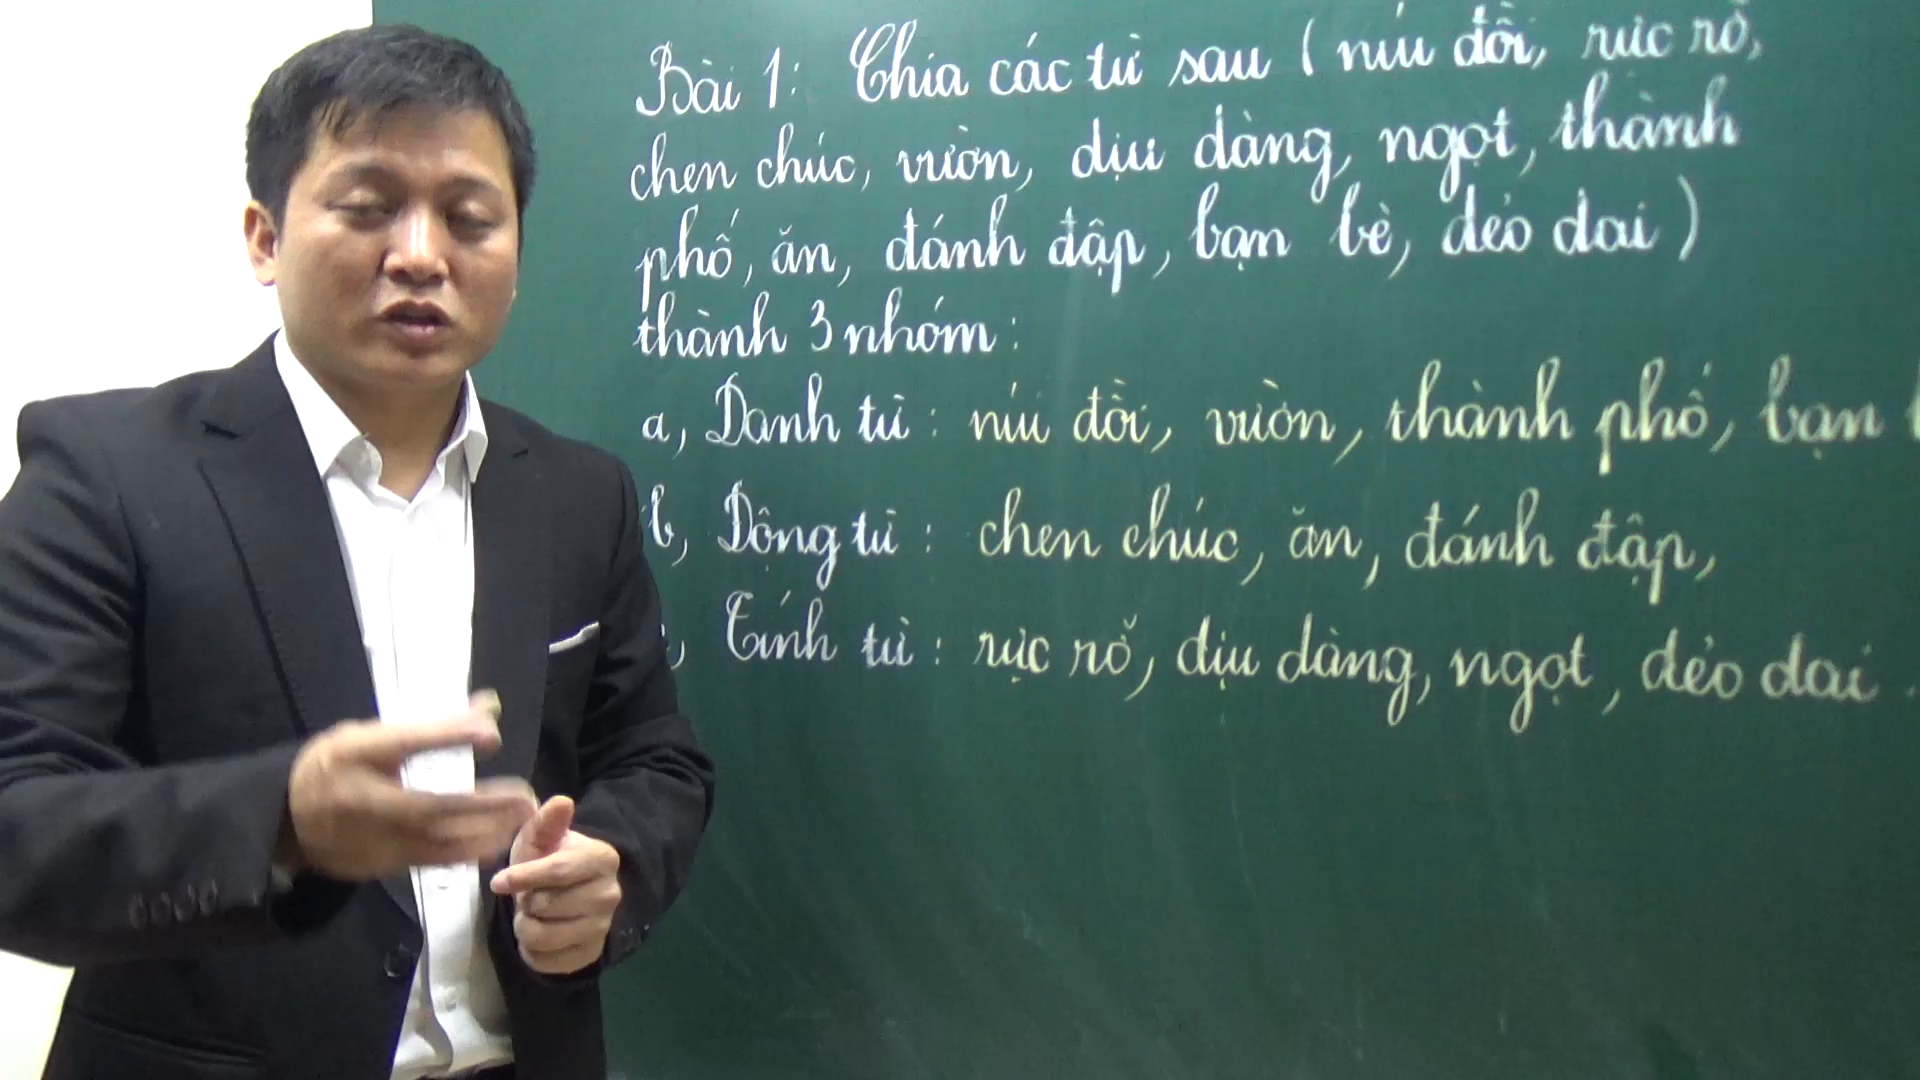 Bài 1: Chia các từ sau ( núi đồi, rực rỡ,
chen chúc, vườn, dịu dàng, ngọt, thành
phố, ăn, đánh đập, bạn bè, dẻo dai )
thành 3 nhóm:
a, Danh từ: núi đồi, vườn, thành phố, bạn
b, Động từ: chen chúc, ăn, đánh đập,
Tính từ: rực rỡ, dịu dàng, ngọt, dẻo dai.